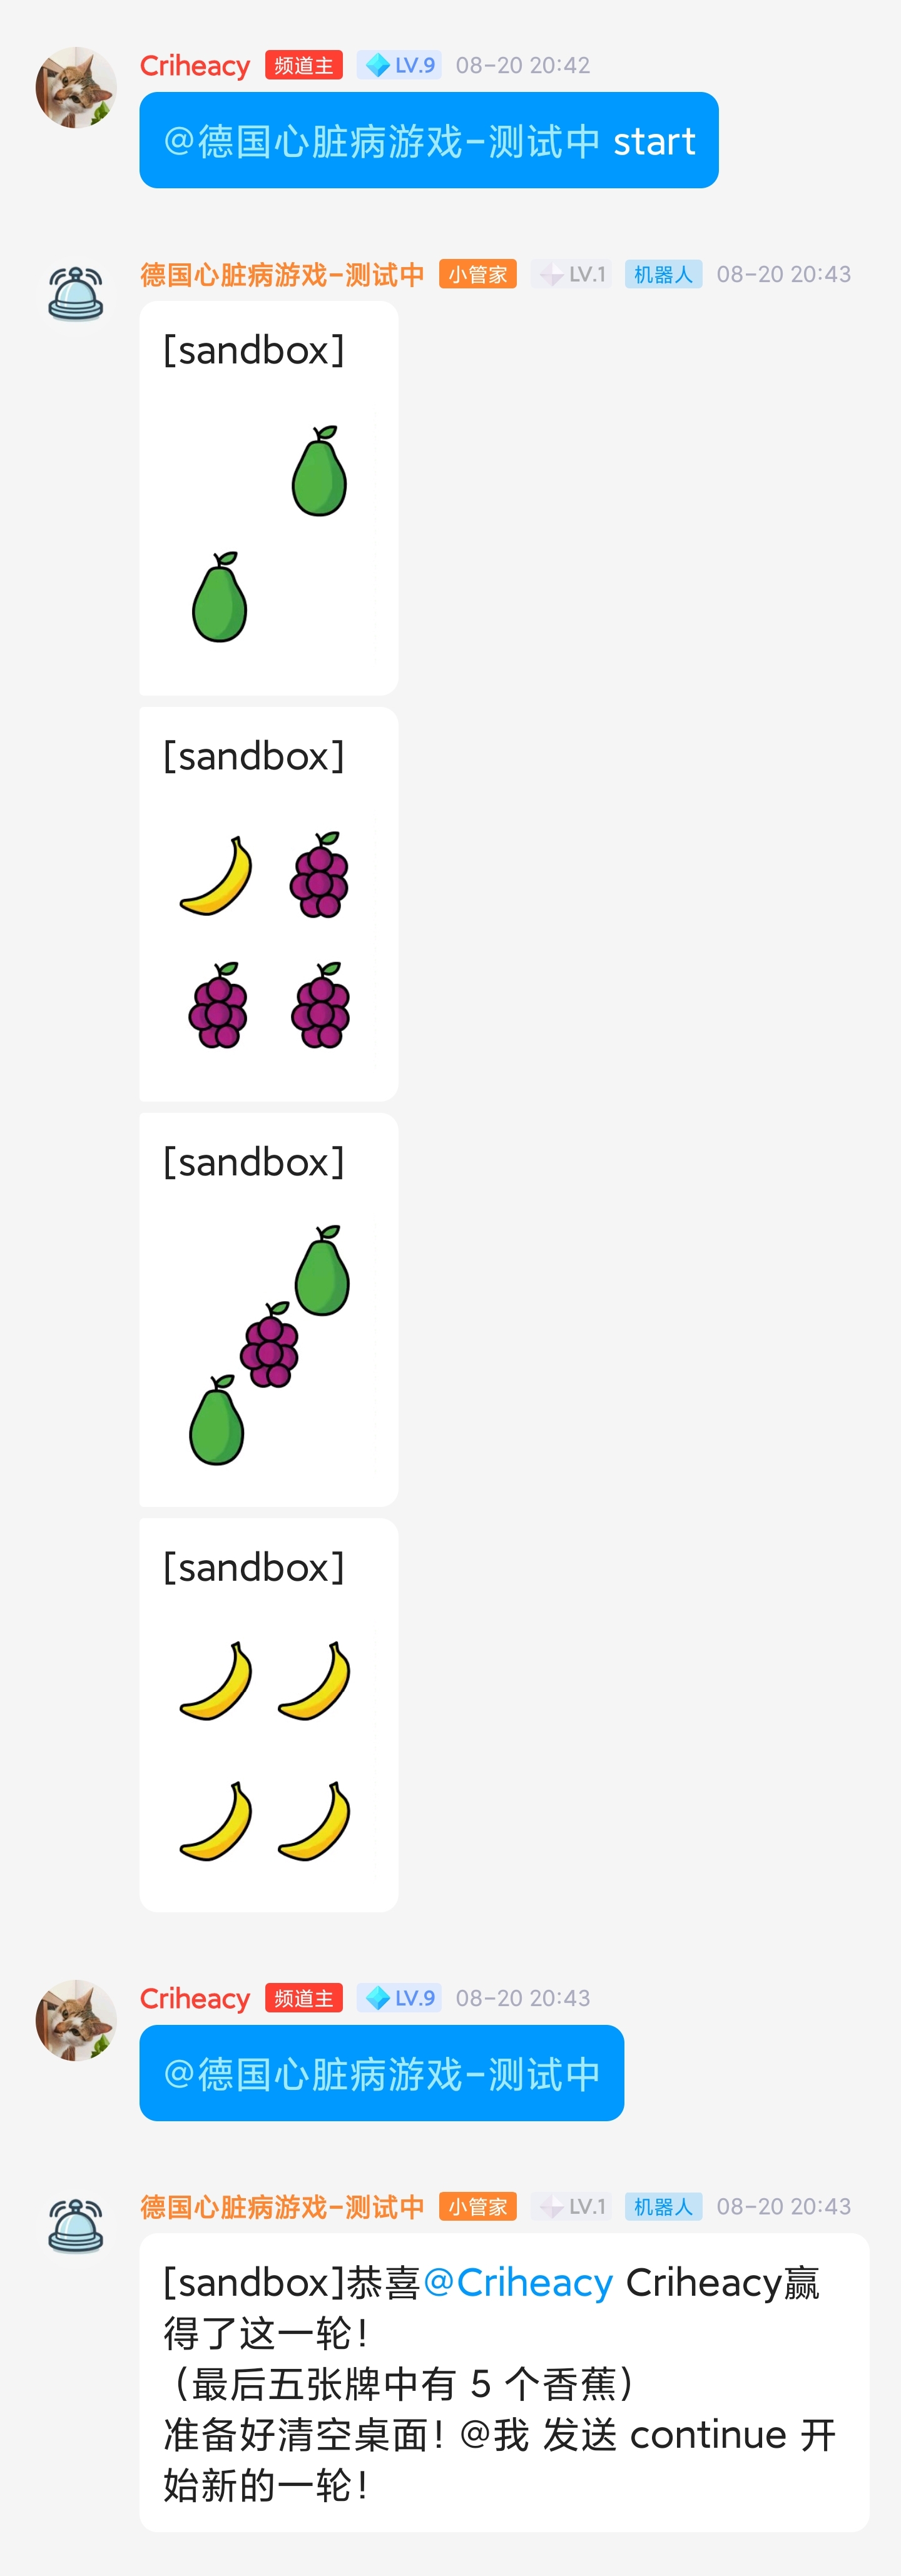 Criheacy 频道主 LV.9 08-20 20:42
@德国心脏病游戏-测试中 start
德国心脏病游戏-测试中 小管家 LV.1 机器人 08-20 20:43
[sandbox]
[sandbox]
[sandbox]
[sandbox]
Criheacy 频道主 LV.9 08-20 20:43
@德国心脏病游戏-测试中
德国心脏病游戏-测试中 小管家 LV.1 机器人 08-20 20:43
[sandbox]恭喜@Criheacy Criheacy赢
得了这一轮!
（最后五张牌中有 5 个香蕉）
准备好清空桌面！@我 发送 continue 开
始新的一轮！